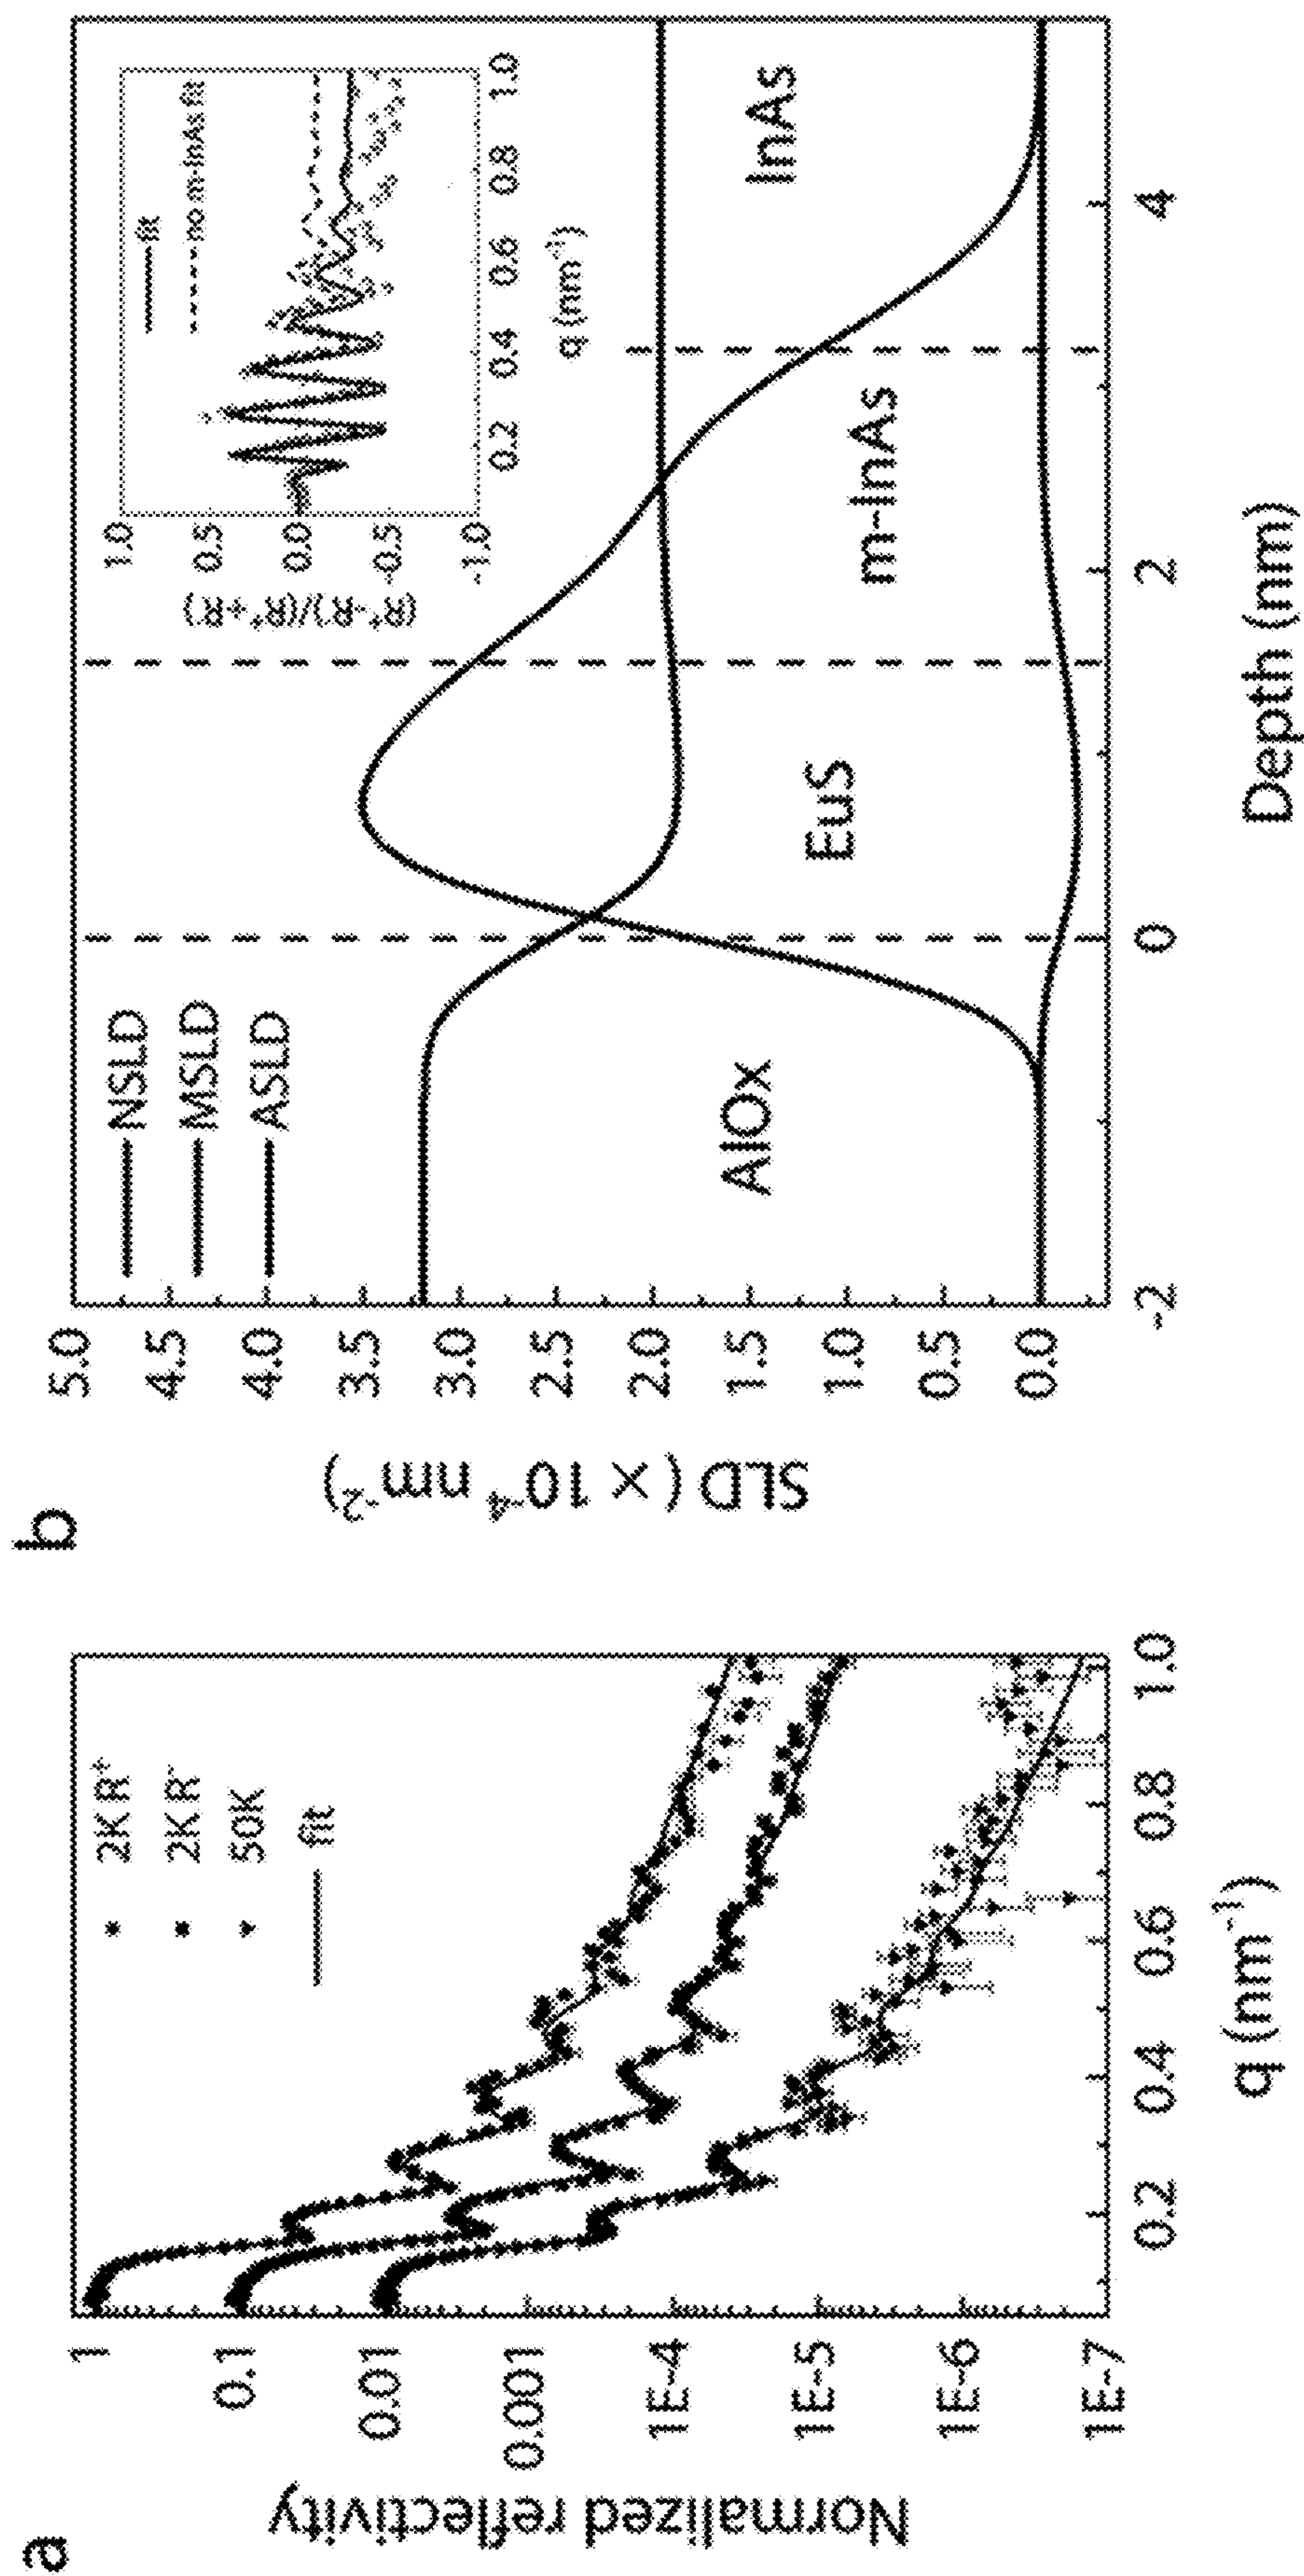 a
Normalized reflectivity
1
0.1
0.01
0.001
1E-4
1E-5
1E-6
1E-7
2K R⁺
2K R⁻
50K
fit
0.2
0.4
0.6
0.8
1.0
q (nm⁻¹)
b
SLD ( × 10⁻⁴ nm⁻²)
5.0
4.5
4.0
3.5
3.0
2.5
2.0
1.5
1.0
0.5
0.0
NSLD
MSLD
ASLD
AlOx
EuS
m-InAs
InAs
-2
0
2
4
Depth (nm)
(R⁺-R⁻)/(R⁺+R⁻)
1.0
0.5
0.0
-0.5
-1.0
fit
no m-InAs fit
0.2
0.4
0.6
0.8
1.0
q (nm⁻¹)